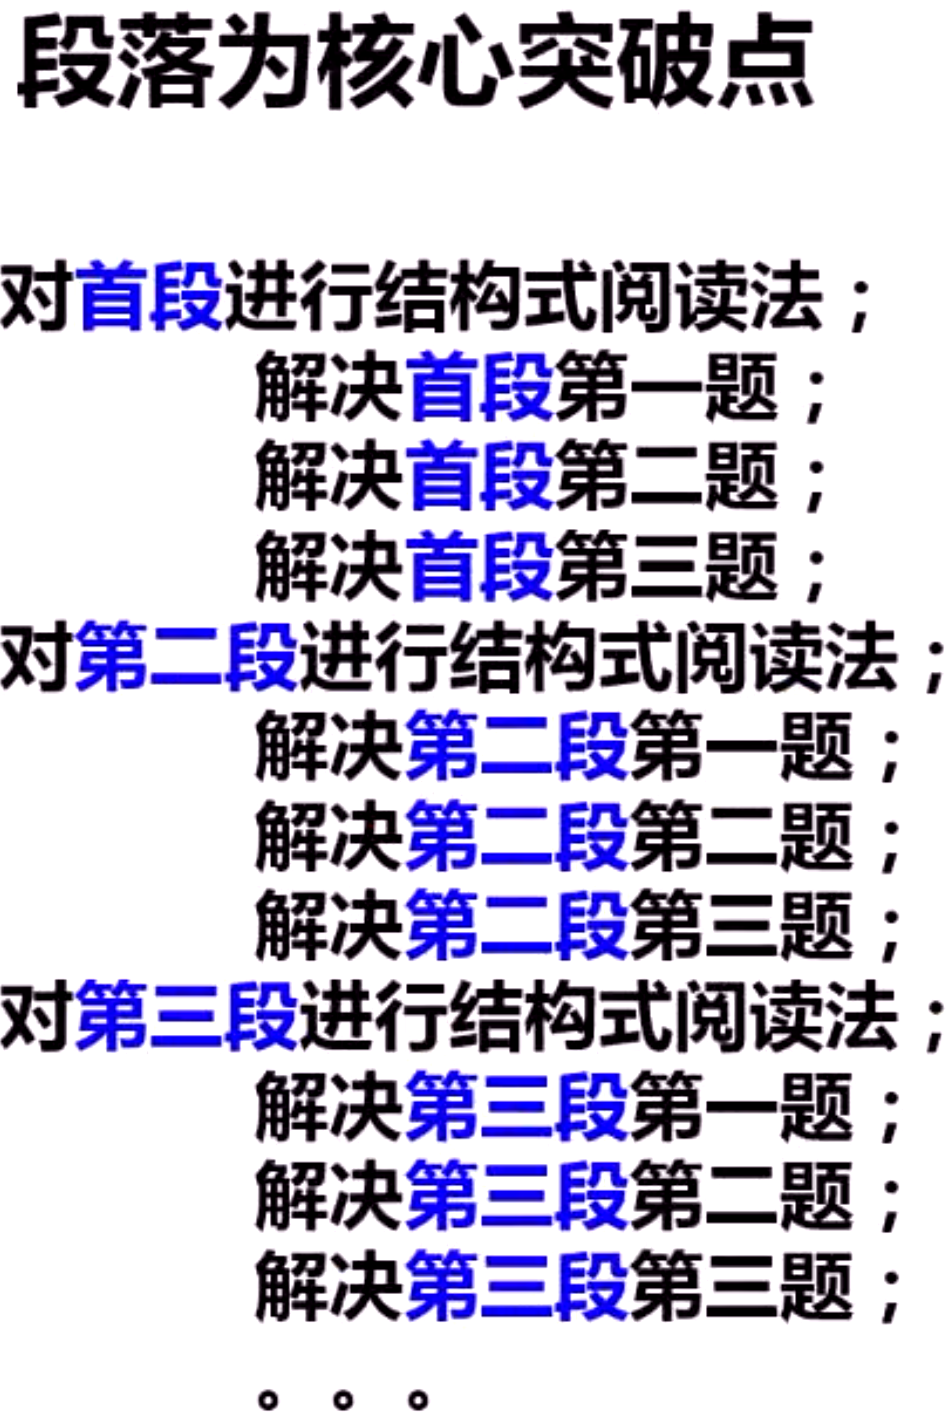 段落为核心突破点
对首段进行结构式阅读法；
解决首段第一题；
解决首段第二题；
解决首段第三题；
对第二段进行结构式阅读法；
解决第二段第一题；
解决第二段第二题；
解决第二段第三题；
对第三段进行结构式阅读法；
解决第三段第一题；
解决第三段第二题；
解决第三段第三题；
。。。